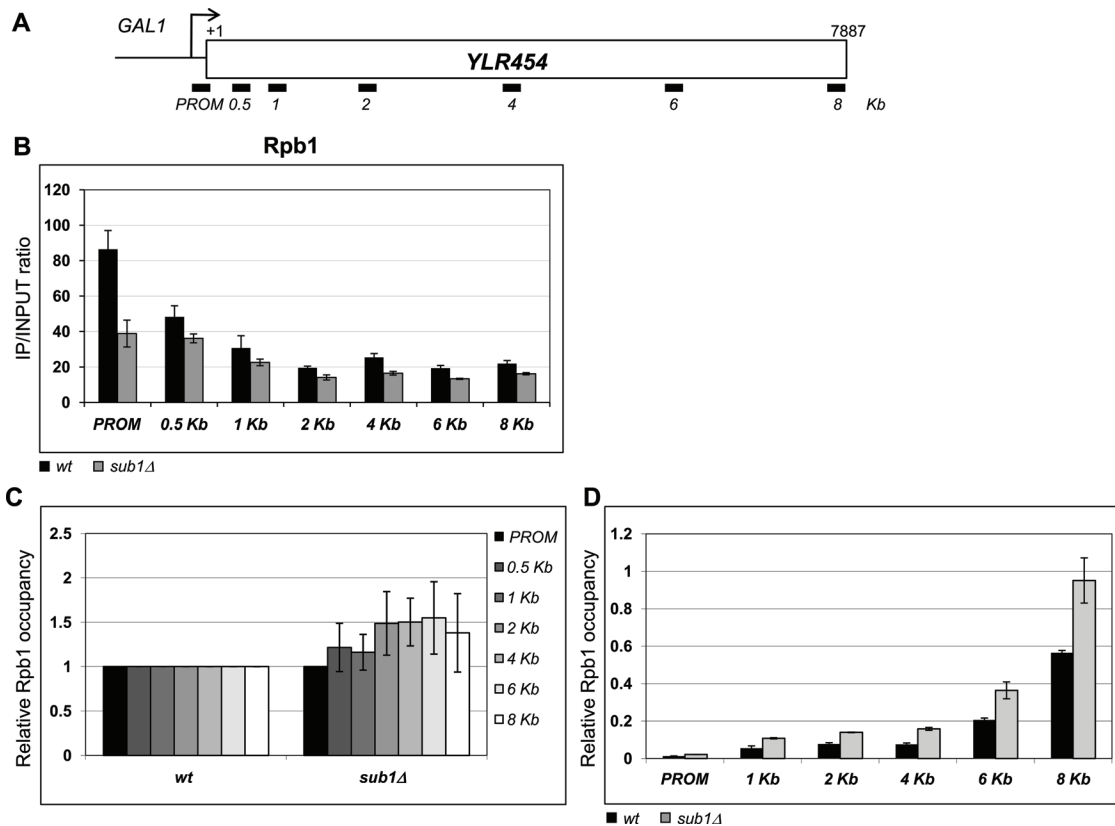 A
GAL1
+1
7887
YLR454
PROM 0.5 1 2 4 6 8 Kb
B
Rpb1
IP/INPUT ratio
120
100
80
60
40
20
0
PROM 0.5 Kb 1 Kb 2 Kb 4 Kb 6 Kb 8 Kb
wt sub1Δ
C
Relative Rpb1 occupancy
2.5
2
1.5
1
0.5
0
wt sub1Δ
PROM
0.5 Kb
1 Kb
2 Kb
4 Kb
6 Kb
8 Kb
D
Relative Rpb1 occupancy
1.2
1
0.8
0.6
0.4
0.2
0
PROM 1 Kb 2 Kb 4 Kb 6 Kb 8 Kb
wt sub1Δ